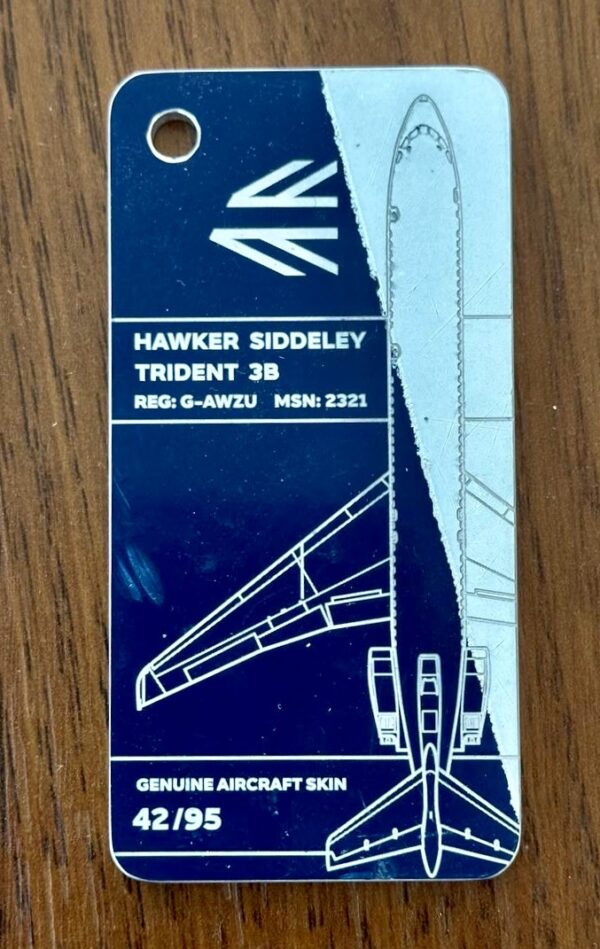 HAWKER SIDDELEY
TRIDENT 3B
REG: G-AWZU MSN: 2321
GENUINE AIRCRAFT SKIN
42/95